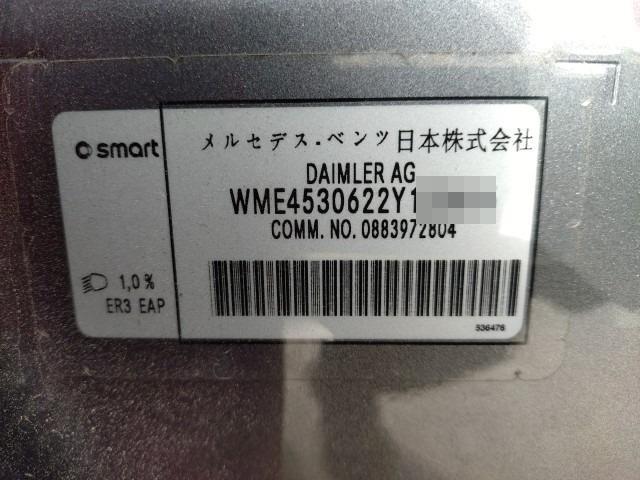 smart
メルセデス・ベンツ日本株式会社
DAIMLER AG
WME4530622Y1
COMM. NO. 0883972804
1,0 %
ER3 EAP
536476